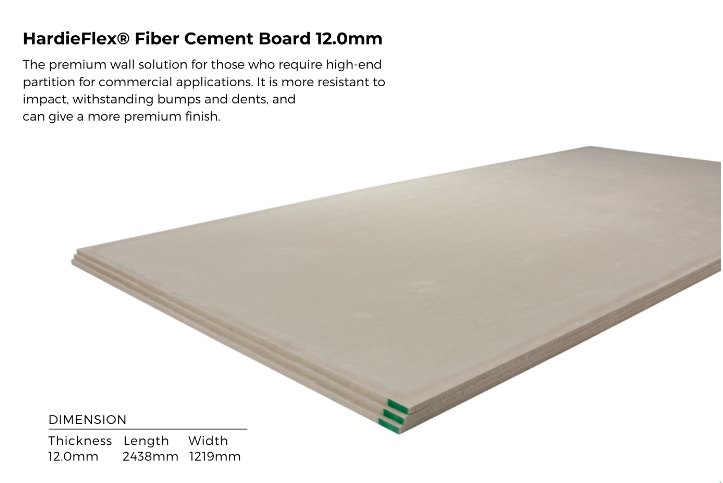 HardieFlex® Fiber Cement Board 12.0mm
The premium wall solution for those who require high-end
partition for commercial applications. It is more resistant to
impact, withstanding bumps and dents, and
can give a more premium finish.
DIMENSION
Thickness Length Width
12.0mm 2438mm 1219mm